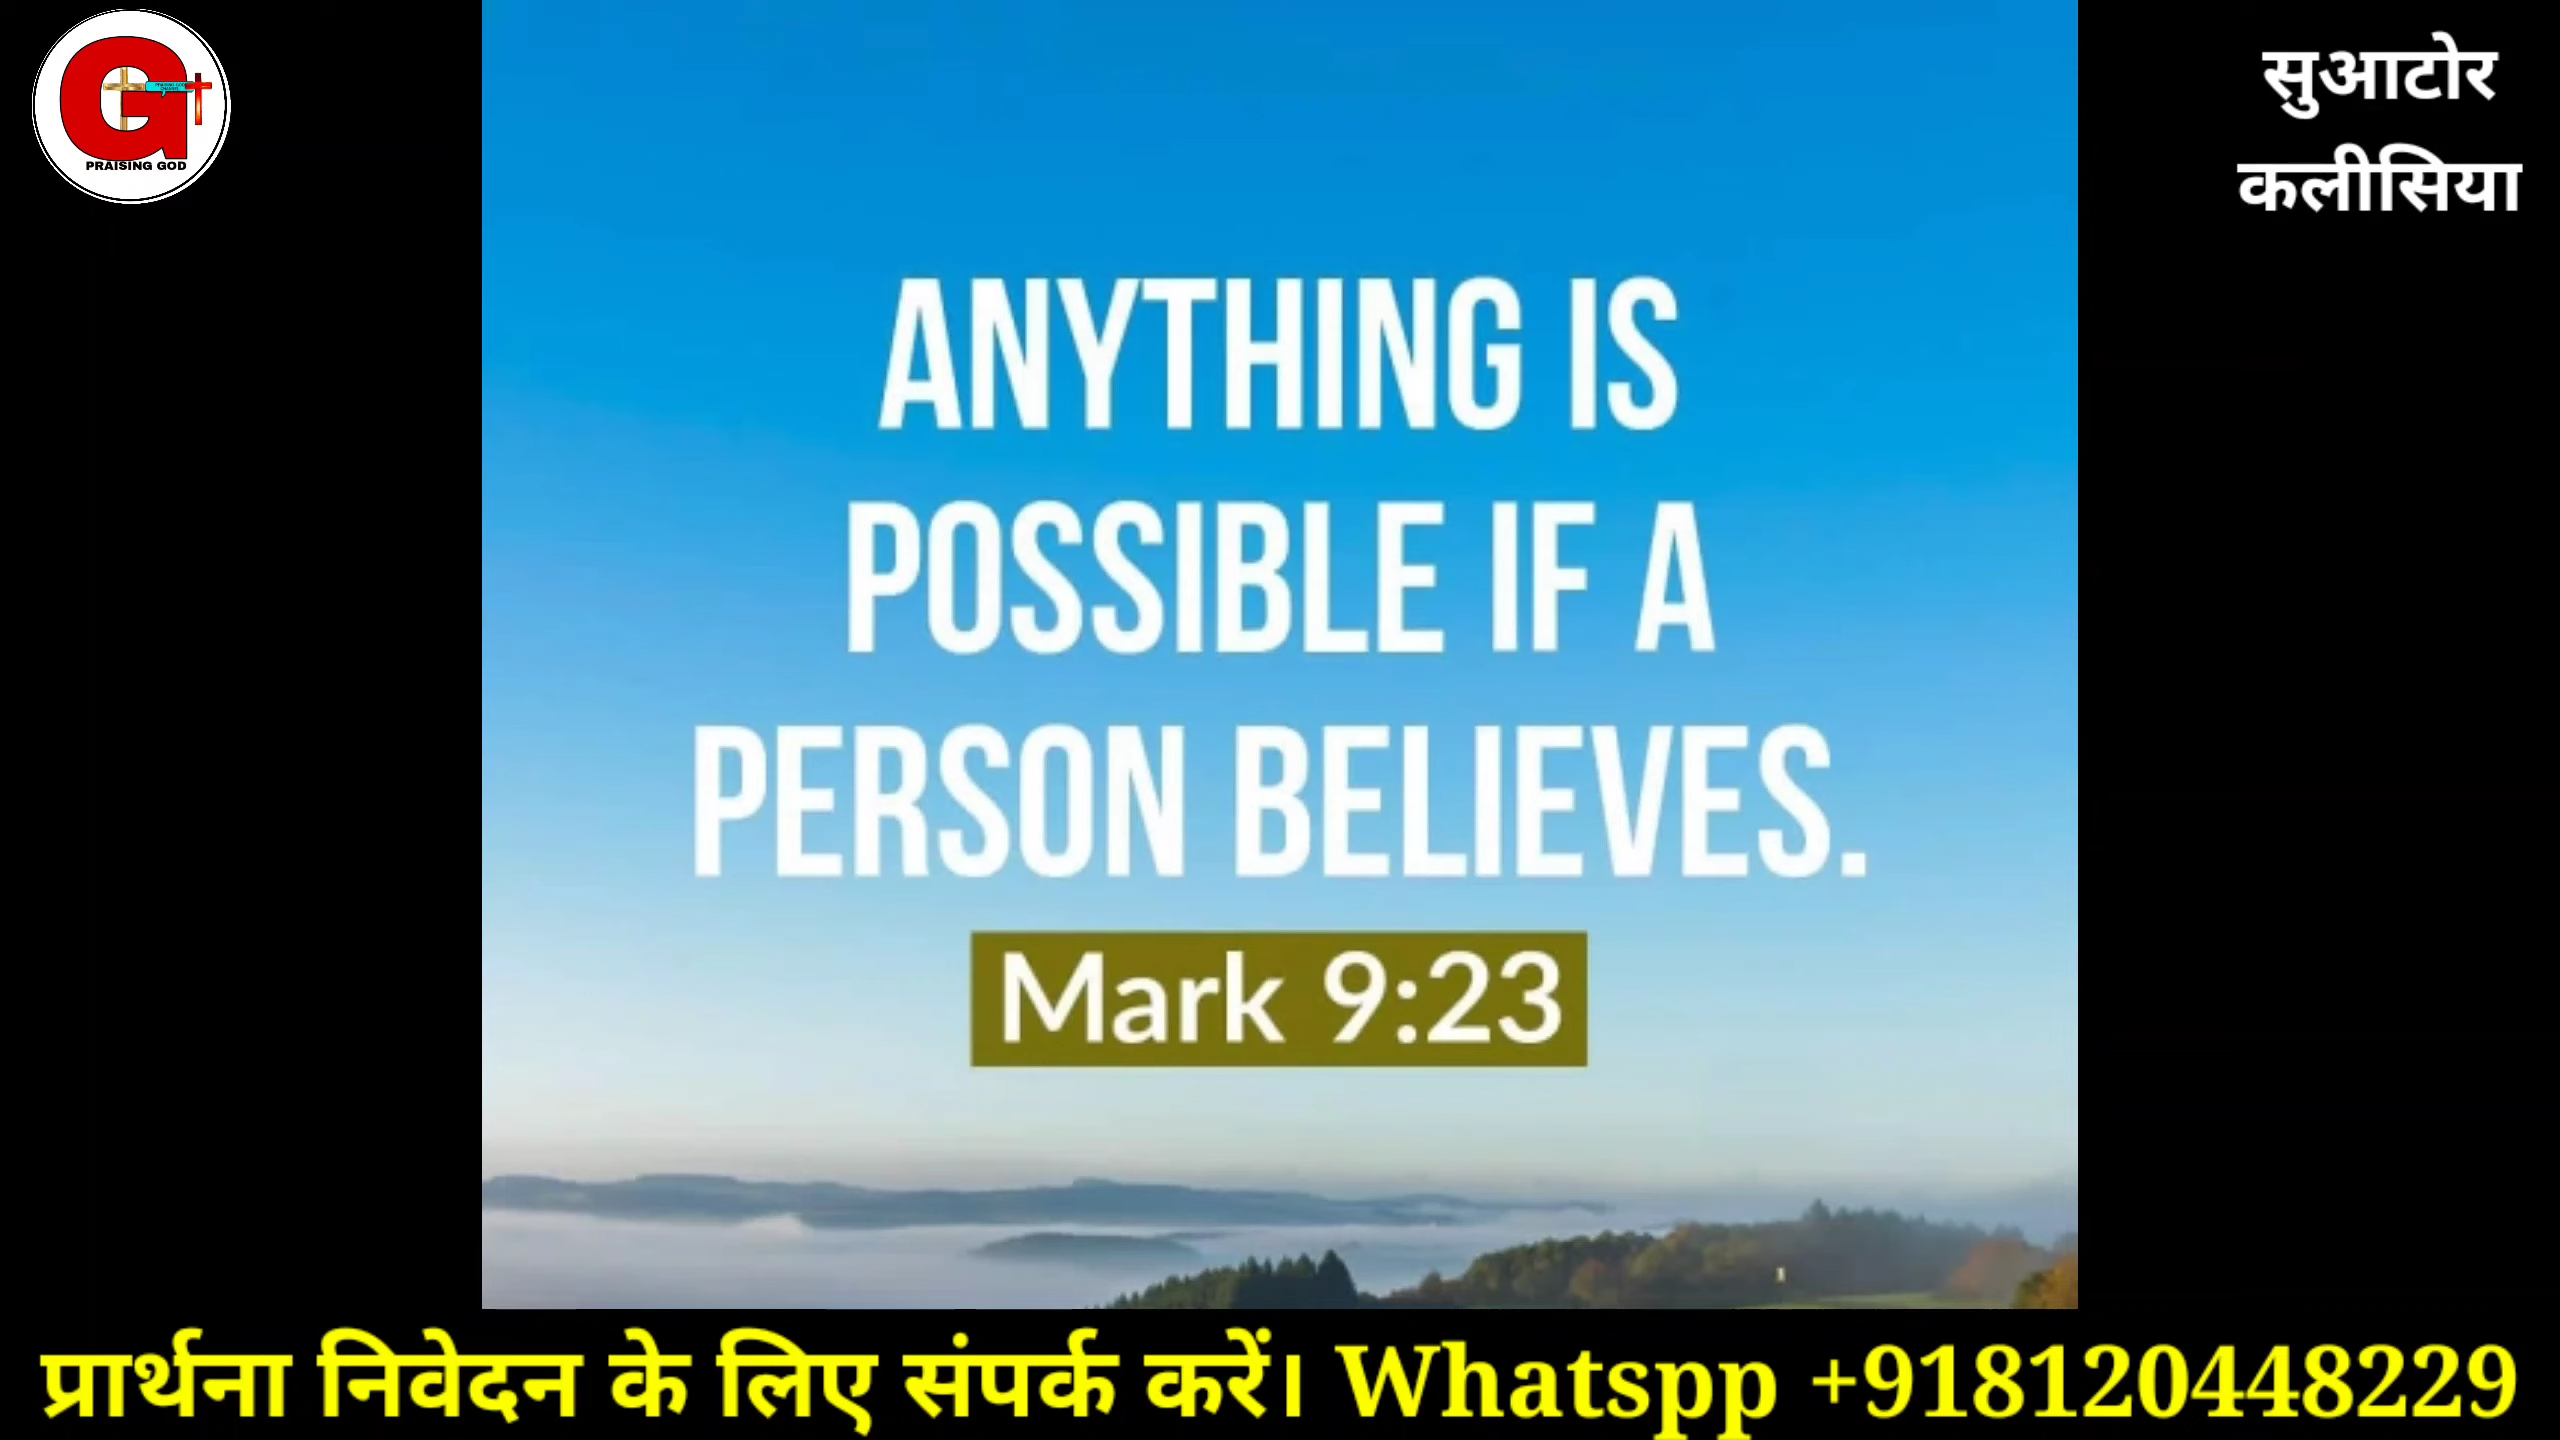 PRAISING GOD
सुआटोर
कलीसिया
ANYTHING IS
POSSIBLE IF A
PERSON BELIEVES.
Mark 9:23
प्रार्थना निवेदन के लिए संपर्क करें। Whatspp +918120448229